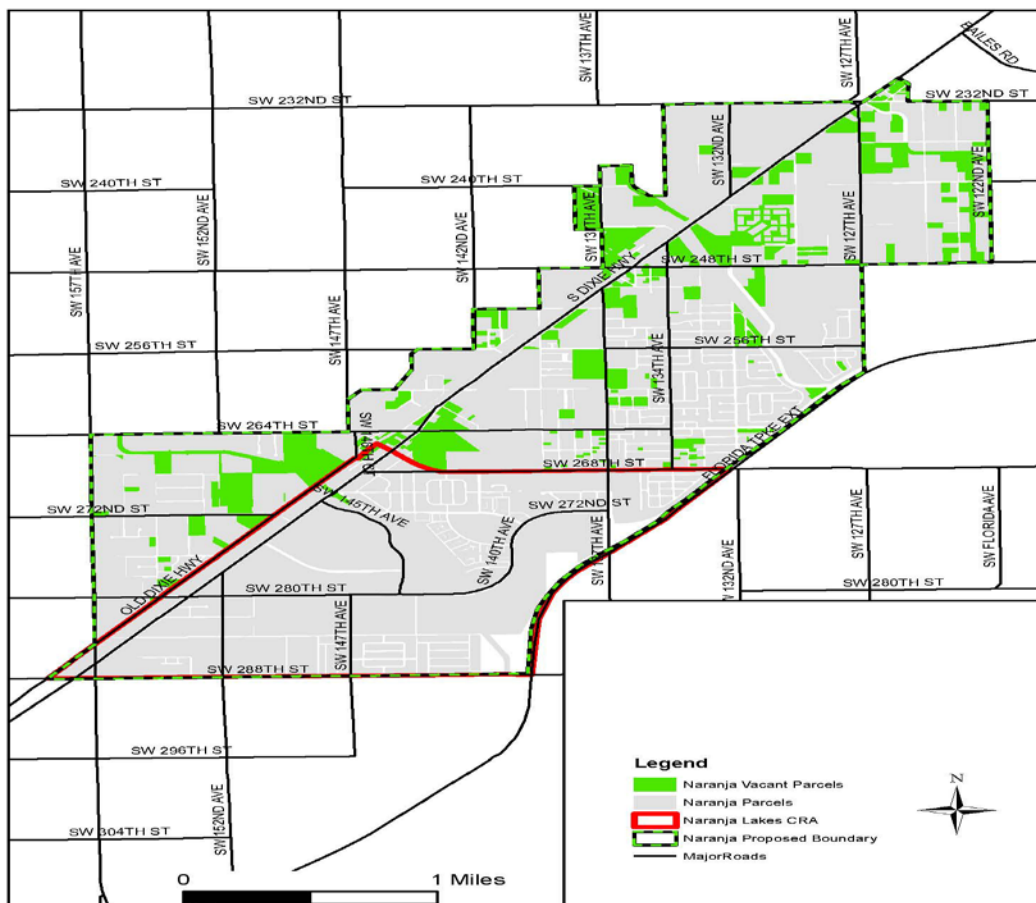 BAILES RD
SW 137TH AVE
SW 127TH AVE
SW 232ND ST
SW 232ND ST
SW 132ND AVE
SW 122ND AVE
SW 240TH ST
SW 240TH ST
SW 152ND AVE
SW 142ND AVE
SW 137TH AVE
SW 127TH AVE
SW 157TH AVE
SW 147TH AVE
S DIXIE HWY
SW 248TH ST
SW 256TH ST
SW 256TH ST
SW 134TH AVE
SW 264TH ST
FLORIDA TPKE EXT
SW 268TH ST
SW 145TH AVE
SW 272ND ST
SW 272ND ST
SW 140TH AVE
SW 132ND AVE
SW 127TH AVE
SW FLORIDA AVE
OLD DIXIE HWY
SW 280TH ST
SW 280TH ST
SW 147TH AVE
SW 288TH ST
SW 296TH ST
SW 152ND AVE
SW 304TH ST
Legend
Naranja Vacant Parcels
Naranja Parcels
Naranja Lakes CRA
Naranja Proposed Boundary
MajorRoads
N
0 1 Miles